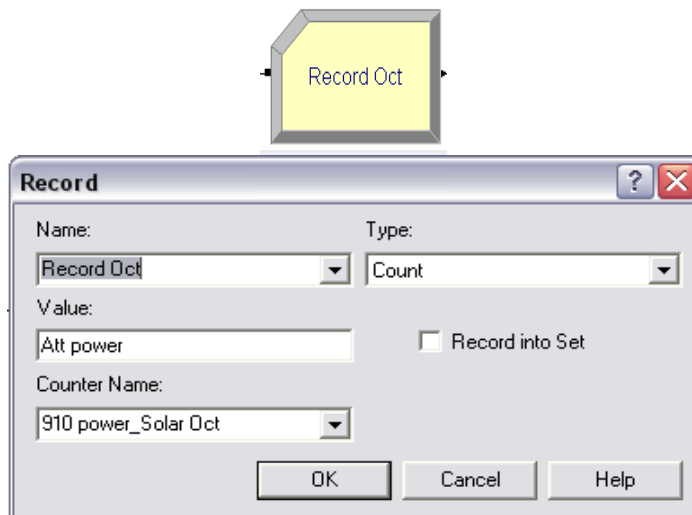 Record Oct
Record
Name: Type:
Record Oct Count
Value:
Att power Record into Set
Counter Name:
910 power_Solar Oct
OK Cancel Help